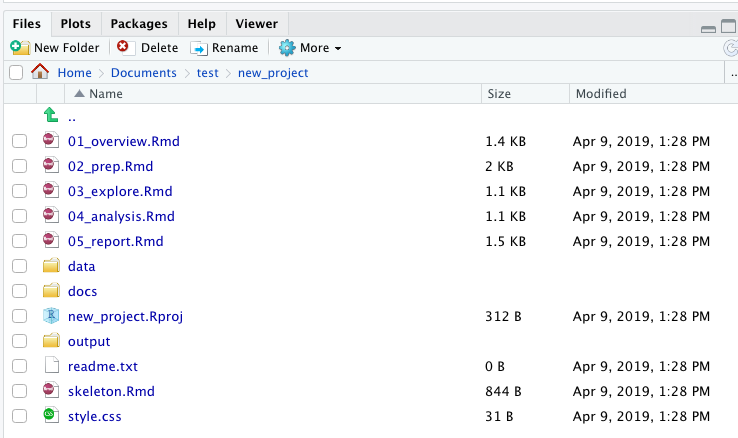 Files Plots Packages Help Viewer
New Folder Delete Rename More
Home Documents test new_project ..
Name Size Modified
..
01_overview.Rmd 1.4 KB Apr 9, 2019, 1:28 PM
02_prep.Rmd 2 KB Apr 9, 2019, 1:28 PM
03_explore.Rmd 1.1 KB Apr 9, 2019, 1:28 PM
04_analysis.Rmd 1.1 KB Apr 9, 2019, 1:28 PM
05_report.Rmd 1.5 KB Apr 9, 2019, 1:28 PM
data
docs
new_project.Rproj 312 B Apr 9, 2019, 1:28 PM
output
readme.txt 0 B Apr 9, 2019, 1:28 PM
skeleton.Rmd 844 B Apr 9, 2019, 1:28 PM
style.css 31 B Apr 9, 2019, 1:28 PM